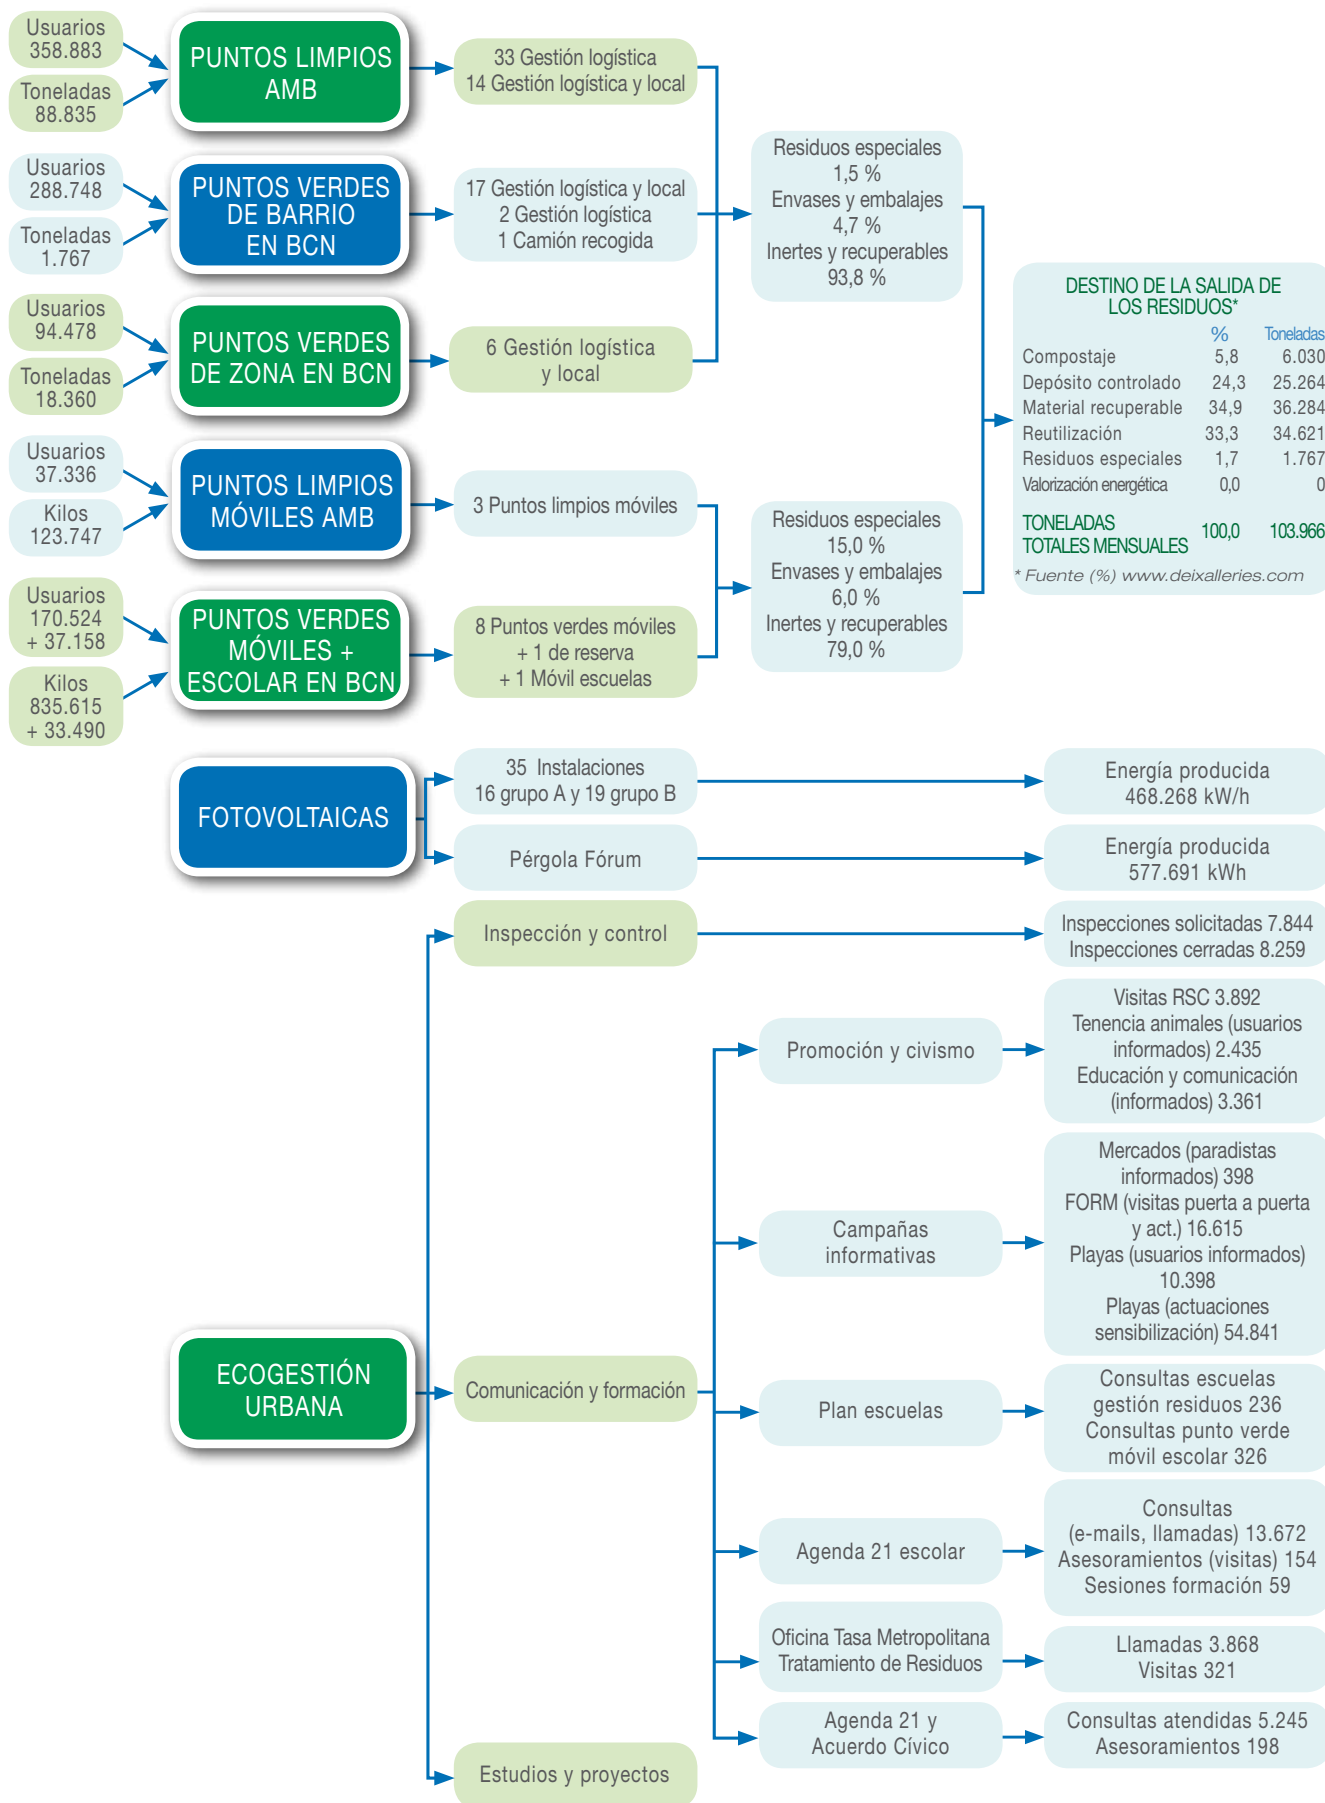 Usuarios
358.883
Toneladas
88.835
PUNTOS LIMPIOS
AMB
33 Gestión logística
14 Gestión logística y local
Usuarios
288.748
Toneladas
1.767
PUNTOS VERDES
DE BARRIO
EN BCN
17 Gestión logística y local
2 Gestión logística
1 Camión recogida
Usuarios
94.478
Toneladas
18.360
PUNTOS VERDES
DE ZONA EN BCN
6 Gestión logística
y local
Residuos especiales
1,5 %
Envases y embalajes
4,7 %
Inertes y recuperables
93,8 %
Usuarios
37.336
Kilos
123.747
PUNTOS LIMPIOS
MÓVILES AMB
3 Puntos limpios móviles
Usuarios
170.524
+ 37.158
Kilos
835.615
+ 33.490
PUNTOS VERDES
MÓVILES +
ESCOLAR EN BCN
8 Puntos verdes móviles
+ 1 de reserva
+ 1 Móvil escuelas
Residuos especiales
15,0 %
Envases y embalajes
6,0 %
Inertes y recuperables
79,0 %
DESTINO DE LA SALIDA DE
LOS RESIDUOS*
% Toneladas
Compostaje 5,8 6.030
Depósito controlado 24,3 25.264
Material recuperable 34,9 36.284
Reutilización 33,3 34.621
Residuos especiales 1,7 1.767
Valorización energética 0,0 0
TONELADAS
TOTALES MENSUALES 100,0 103.966
* Fuente (%) www.deixalleries.com
FOTOVOLTAICAS
35 Instalaciones
16 grupo A y 19 grupo B
Energía producida
468.268 kW/h
Pérgola Fórum
Energía producida
577.691 kWh
ECOGESTIÓN
URBANA
Inspección y control
Inspecciones solicitadas 7.844
Inspecciones cerradas 8.259
Comunicación y formación
Promoción y civismo
Visitas RSC 3.892
Tenencia animales (usuarios
informados) 2.435
Educación y comunicación
(informados) 3.361
Campañas
informativas
Mercados (paradistas
informados) 398
FORM (visitas puerta a puerta
y act.) 16.615
Playas (usuarios informados)
10.398
Playas (actuaciones
sensibilización) 54.841
Plan escuelas
Consultas escuelas
gestión residuos 236
Consultas punto verde
móvil escolar 326
Agenda 21 escolar
Consultas
(e-mails, llamadas) 13.672
Asesoramientos (visitas) 154
Sesiones formación 59
Oficina Tasa Metropolitana
Tratamiento de Residuos
Llamadas 3.868
Visitas 321
Agenda 21 y
Acuerdo Cívico
Consultas atendidas 5.245
Asesoramientos 198
Estudios y proyectos